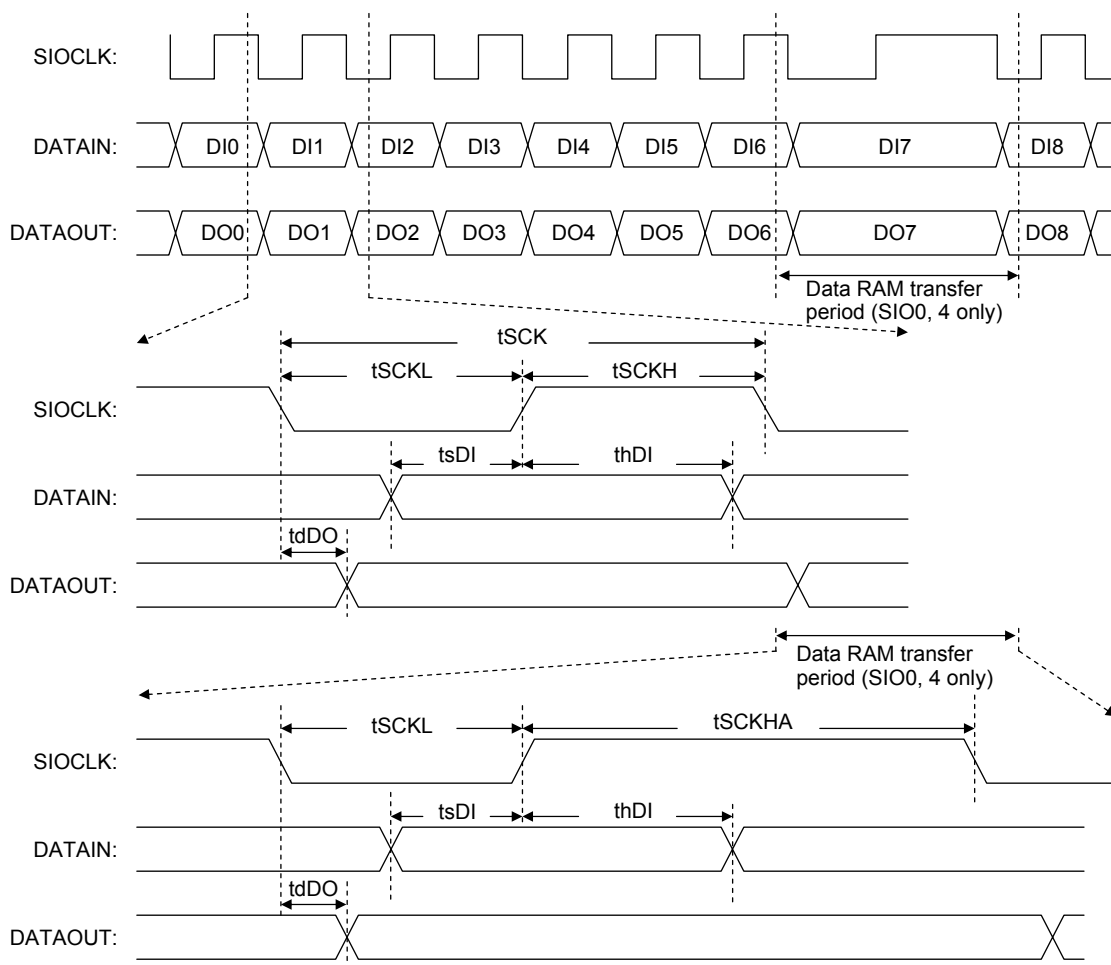 SIOCLK:
DATAIN: DI0 DI1 DI2 DI3 DI4 DI5 DI6 DI7 DI8
DATAOUT: DO0 DO1 DO2 DO3 DO4 DO5 DO6 DO7 DO8
Data RAM transfer
period (SIO0, 4 only)
tSCK
tSCKL tSCKH
SIOCLK:
tsDI thDI
DATAIN:
tdDO
DATAOUT:
Data RAM transfer
period (SIO0, 4 only)
tSCKL tSCKHA
SIOCLK:
tsDI thDI
DATAIN:
tdDO
DATAOUT: